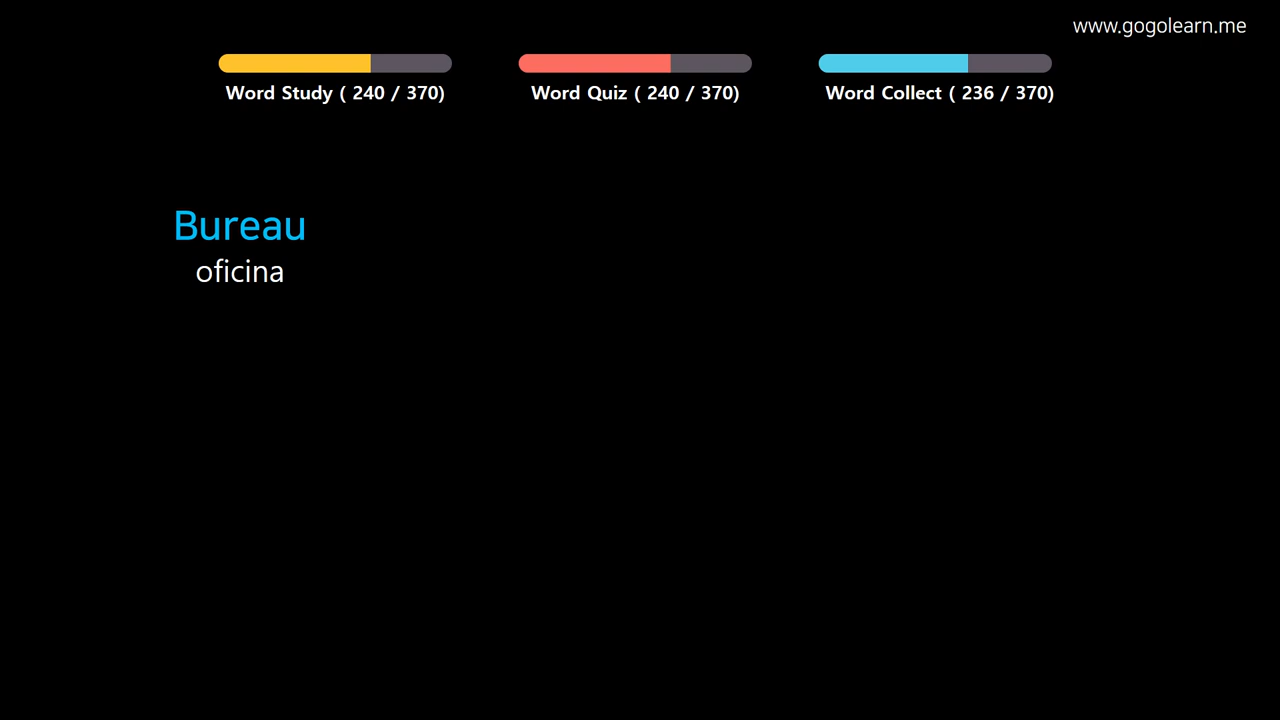 www.gogolearn.me
Word Study ( 240 / 370)
Word Quiz ( 240 / 370)
Word Collect ( 236 / 370)
Bureau
oficina